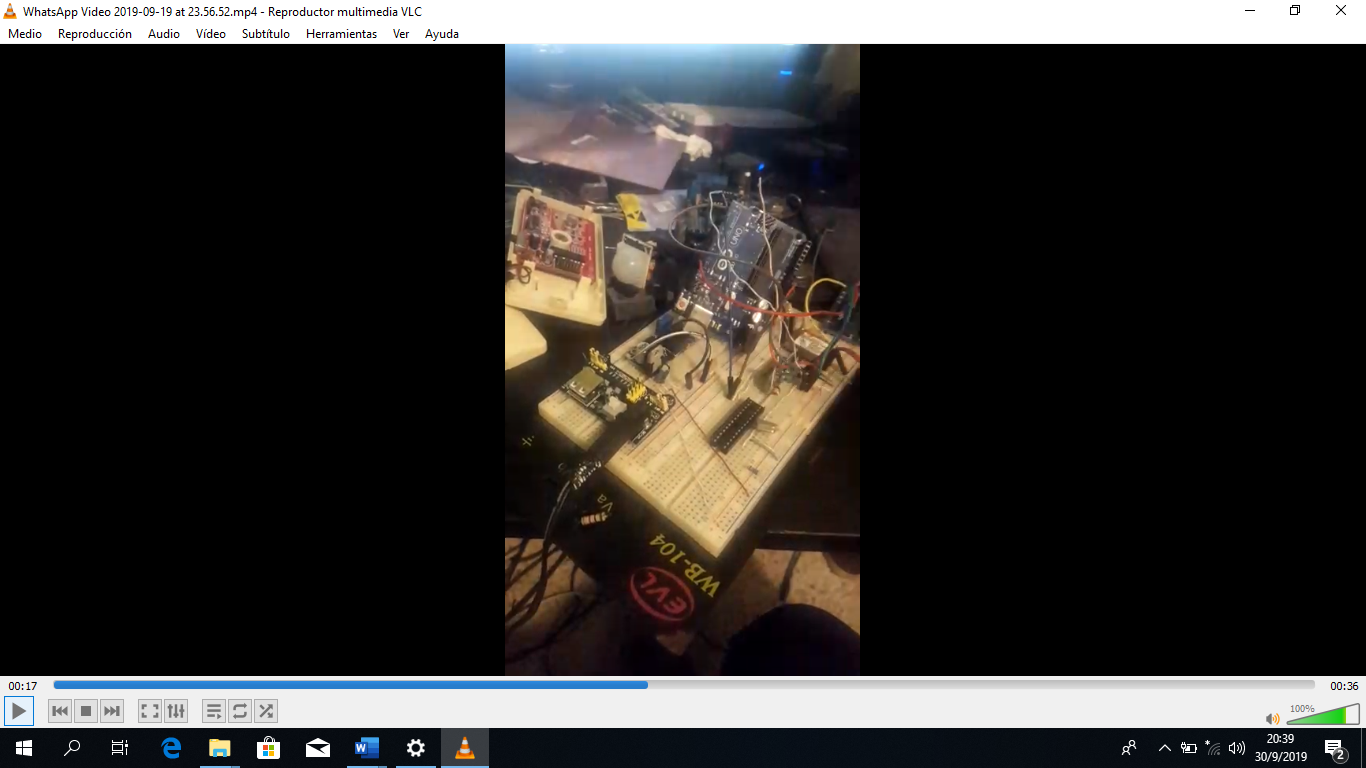 WhatsApp Video 2019-09-19 at 23.56.52.mp4 - Reproductor multimedia VLC
Medio Reproducción Audio Vídeo Subtítulo Herramientas Ver Ayuda
UNO
Va
WB-104
EVL
00:17
00:36
100%
20:39
30/9/2019
2